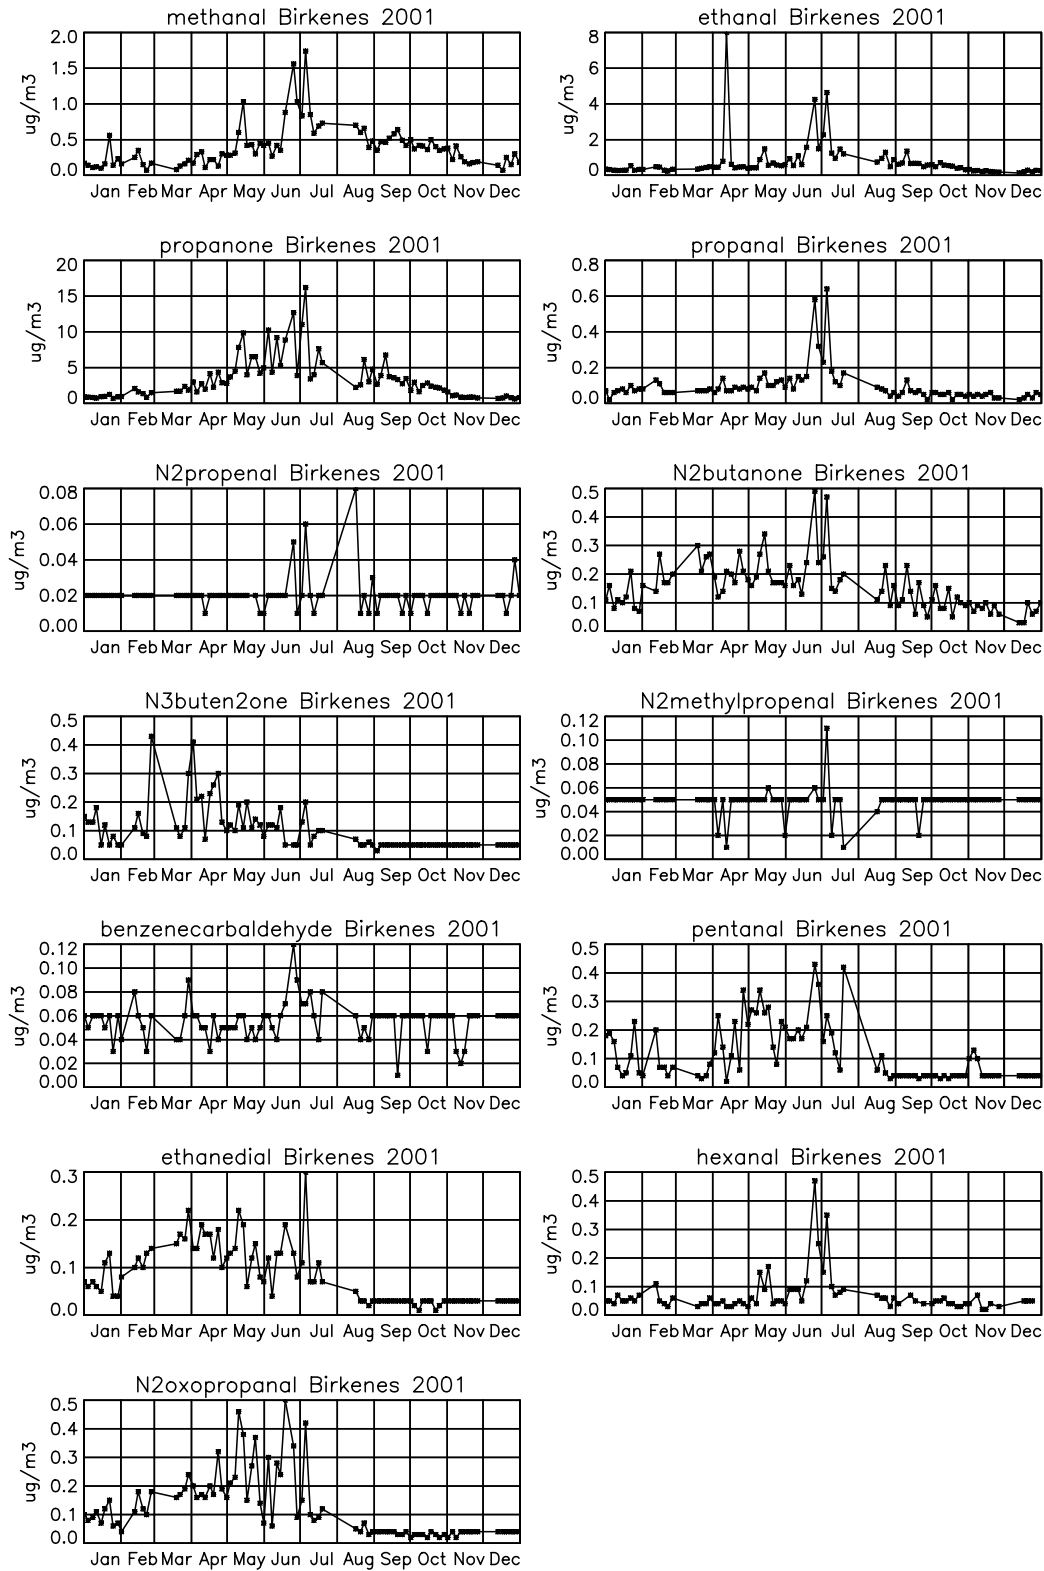 methanal Birkenes 2001
ug/m3
2.0
1.5
1.0
0.5
0.0
Jan Feb Mar Apr May Jun Jul Aug Sep Oct Nov Dec
ethanal Birkenes 2001
ug/m3
8
6
4
2
0
Jan Feb Mar Apr May Jun Jul Aug Sep Oct Nov Dec
propanone Birkenes 2001
ug/m3
20
15
10
5
0
Jan Feb Mar Apr May Jun Jul Aug Sep Oct Nov Dec
propanal Birkenes 2001
ug/m3
0.8
0.6
0.4
0.2
0.0
Jan Feb Mar Apr May Jun Jul Aug Sep Oct Nov Dec
N2propenal Birkenes 2001
ug/m3
0.08
0.06
0.04
0.02
0.00
Jan Feb Mar Apr May Jun Jul Aug Sep Oct Nov Dec
N2butanone Birkenes 2001
ug/m3
0.5
0.4
0.3
0.2
0.1
0.0
Jan Feb Mar Apr May Jun Jul Aug Sep Oct Nov Dec
N3buten2one Birkenes 2001
ug/m3
0.5
0.4
0.3
0.2
0.1
0.0
Jan Feb Mar Apr May Jun Jul Aug Sep Oct Nov Dec
N2methylpropenal Birkenes 2001
ug/m3
0.12
0.10
0.08
0.06
0.04
0.02
0.00
Jan Feb Mar Apr May Jun Jul Aug Sep Oct Nov Dec
benzenecarbaldehyde Birkenes 2001
ug/m3
0.12
0.10
0.08
0.06
0.04
0.02
0.00
Jan Feb Mar Apr May Jun Jul Aug Sep Oct Nov Dec
pentanal Birkenes 2001
ug/m3
0.5
0.4
0.3
0.2
0.1
0.0
Jan Feb Mar Apr May Jun Jul Aug Sep Oct Nov Dec
ethanedial Birkenes 2001
ug/m3
0.3
0.2
0.1
0.0
Jan Feb Mar Apr May Jun Jul Aug Sep Oct Nov Dec
hexanal Birkenes 2001
ug/m3
0.5
0.4
0.3
0.2
0.1
0.0
Jan Feb Mar Apr May Jun Jul Aug Sep Oct Nov Dec
N2oxopropanal Birkenes 2001
ug/m3
0.5
0.4
0.3
0.2
0.1
0.0
Jan Feb Mar Apr May Jun Jul Aug Sep Oct Nov Dec